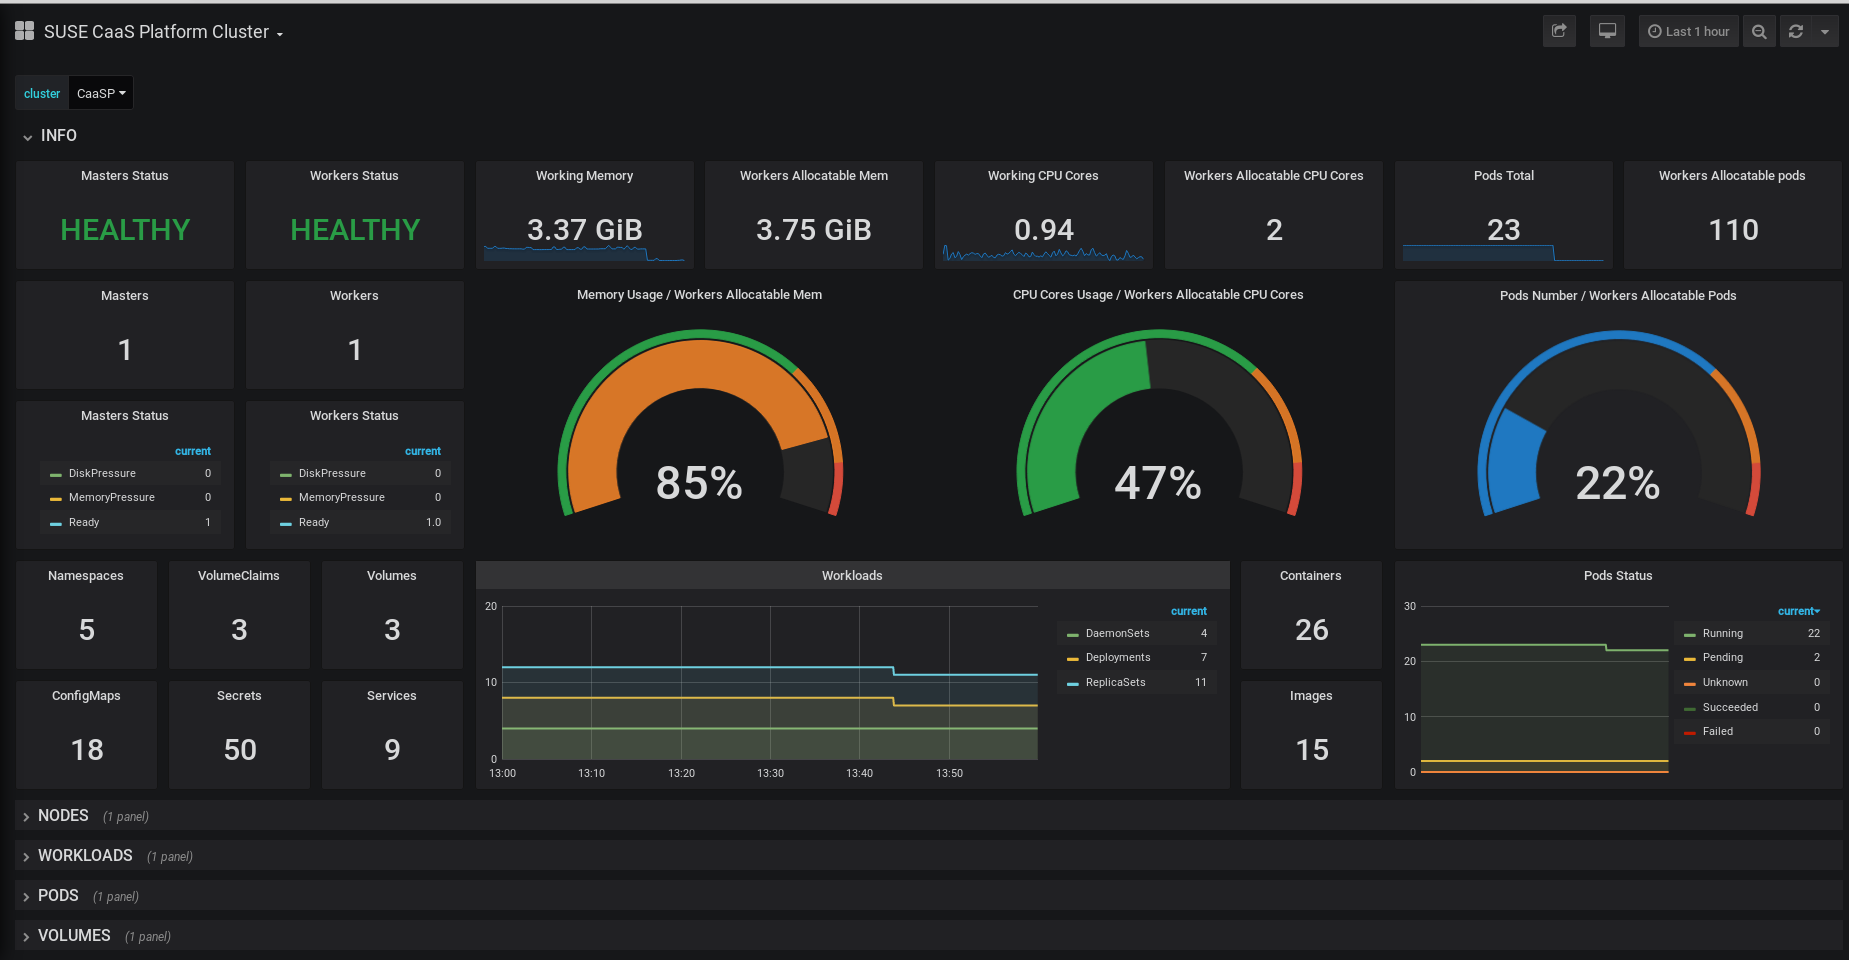 SUSE CaaS Platform Cluster
Last 1 hour
cluster CaaSP
INFO
Masters Status
HEALTHY
Workers Status
HEALTHY
Working Memory
3.37 GiB
Workers Allocatable Mem
3.75 GiB
Working CPU Cores
0.94
Workers Allocatable CPU Cores
2
Pods Total
23
Workers Allocatable pods
110
Masters
1
Workers
1
Masters Status
current
DiskPressure 0
MemoryPressure 0
Ready 1
Workers Status
current
DiskPressure 0
MemoryPressure 0
Ready 1.0
Memory Usage / Workers Allocatable Mem
85%
CPU Cores Usage / Workers Allocatable CPU Cores
47%
Pods Number / Workers Allocatable Pods
22%
Namespaces
5
VolumeClaims
3
Volumes
3
ConfigMaps
18
Secrets
50
Services
9
Workloads
20
10
0
13:00 13:10 13:20 13:30 13:40 13:50
current
DaemonSets 4
Deployments 7
ReplicaSets 11
Containers
26
Images
15
Pods Status
30
20
10
0
current
Running 22
Pending 2
Unknown 0
Succeeded 0
Failed 0
NODES (1 panel)
WORKLOADS (1 panel)
PODS (1 panel)
VOLUMES (1 panel)